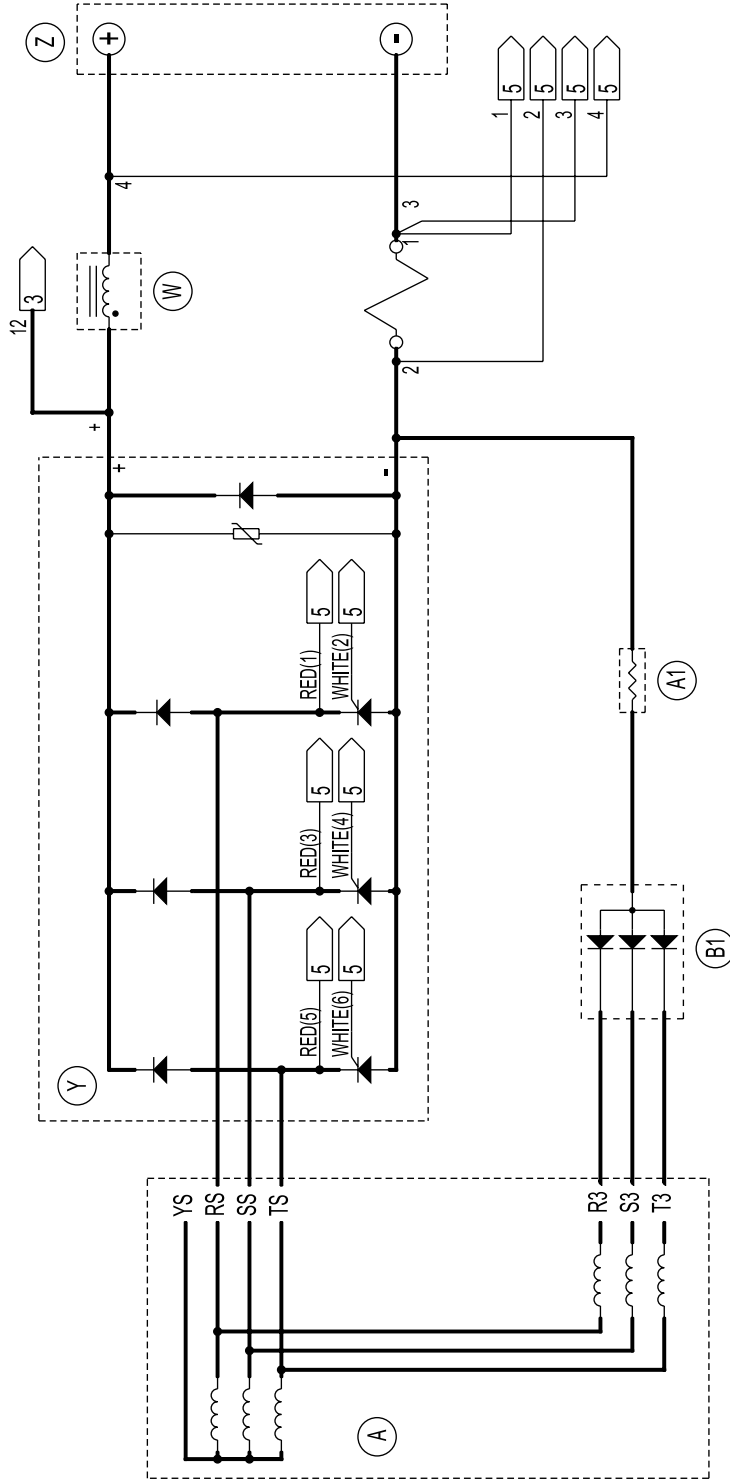 12
3
Z
Y
+
+
+
4
W
YS
RS
SS
TS
RED(5)
5
RED(3)
5
RED(1)
5
WHITE(6)
5
WHITE(4)
5
WHITE(2)
5
A
-
-
2
1
3
1
5
2
5
3
5
4
5
R3
S3
T3
A1
B1